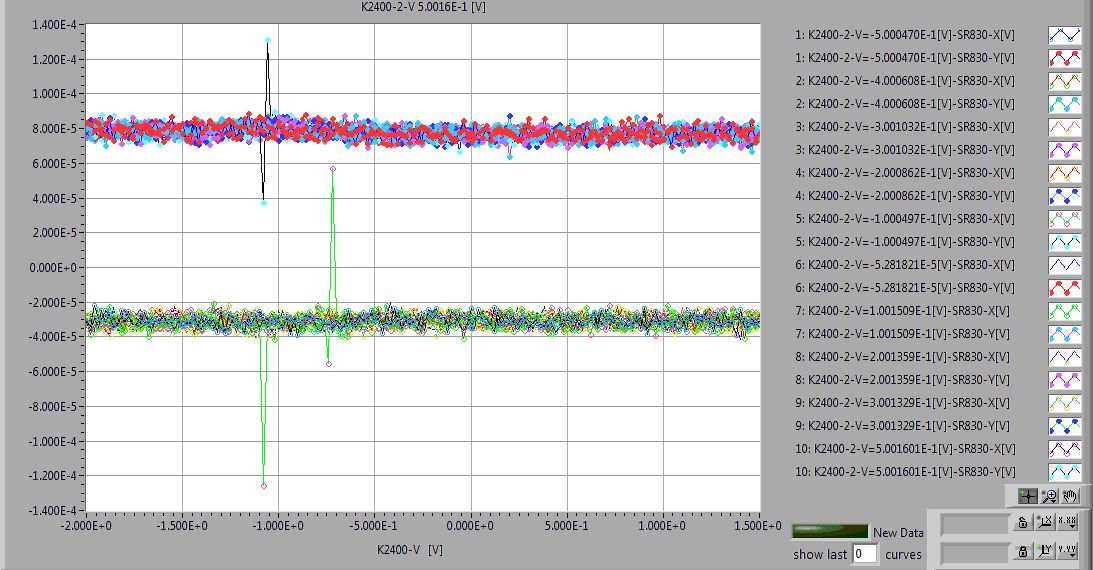 K2400-2-V 5.0016E-1 [V]
1.400E-4
1.200E-4
1.000E-4
8.000E-5
6.000E-5
4.000E-5
2.000E-5
0.000E+0
-2.000E-5
-4.000E-5
-6.000E-5
-8.000E-5
-1.000E-4
-1.200E-4
-1.400E-4
-2.000E+0 -1.500E+0 -1.000E+0 -5.000E-1 0.000E+0 5.000E-1 1.000E+0 1.500E+0
K2400-V [V]
1: K2400-2-V=-5.000470E-1[V]-SR830-X[V]
1: K2400-2-V=-5.000470E-1[V]-SR830-Y[V]
2: K2400-2-V=-4.000608E-1[V]-SR830-X[V]
2: K2400-2-V=-4.000608E-1[V]-SR830-Y[V]
3: K2400-2-V=-3.001032E-1[V]-SR830-X[V]
3: K2400-2-V=-3.001032E-1[V]-SR830-Y[V]
4: K2400-2-V=-2.000862E-1[V]-SR830-X[V]
4: K2400-2-V=-2.000862E-1[V]-SR830-Y[V]
5: K2400-2-V=-1.000497E-1[V]-SR830-X[V]
5: K2400-2-V=-1.000497E-1[V]-SR830-Y[V]
6: K2400-2-V=-5.281821E-5[V]-SR830-X[V]
6: K2400-2-V=-5.281821E-5[V]-SR830-Y[V]
7: K2400-2-V=1.001509E-1[V]-SR830-X[V]
7: K2400-2-V=1.001509E-1[V]-SR830-Y[V]
8: K2400-2-V=2.001359E-1[V]-SR830-X[V]
8: K2400-2-V=2.001359E-1[V]-SR830-Y[V]
9: K2400-2-V=3.001329E-1[V]-SR830-X[V]
9: K2400-2-V=3.001329E-1[V]-SR830-Y[V]
10: K2400-2-V=5.001601E-1[V]-SR830-X[V]
10: K2400-2-V=5.001601E-1[V]-SR830-Y[V]
New Data
show last 0 curves
X X.XX
Y Y.YY